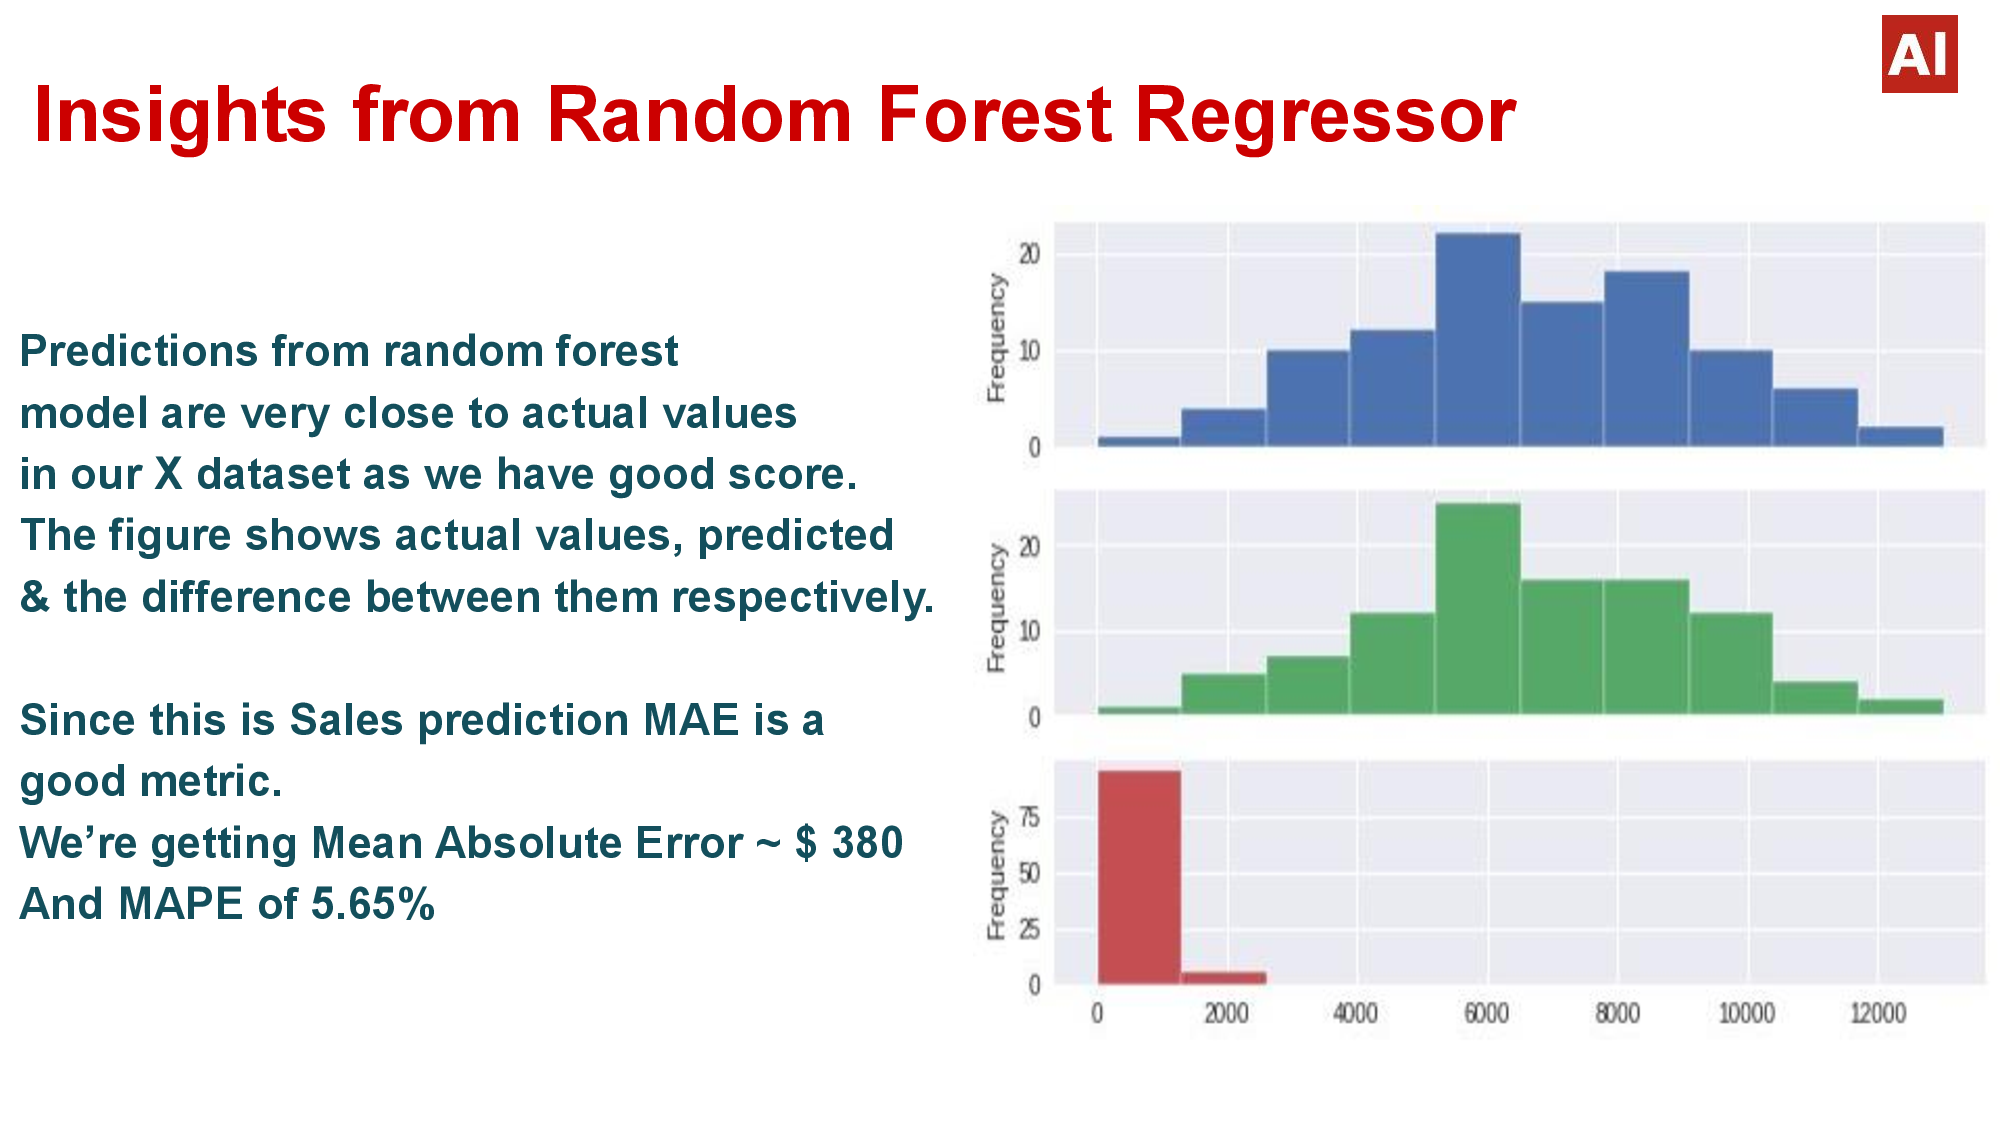 AI
Insights from Random Forest Regressor
Predictions from random forest
model are very close to actual values
in our X dataset as we have good score.
The figure shows actual values, predicted
& the difference between them respectively.
Since this is Sales prediction MAE is a
good metric.
We’re getting Mean Absolute Error ~ $ 380
And MAPE of 5.65%
Frequency
20
10
0
Frequency
20
10
0
Frequency
75
50
25
0
0 2000 4000 6000 8000 10000 12000